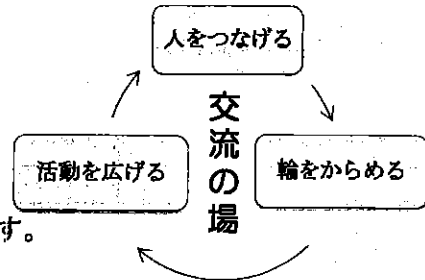 人をつなげる
交流の場
活動を広げる
輪をからめる
す。